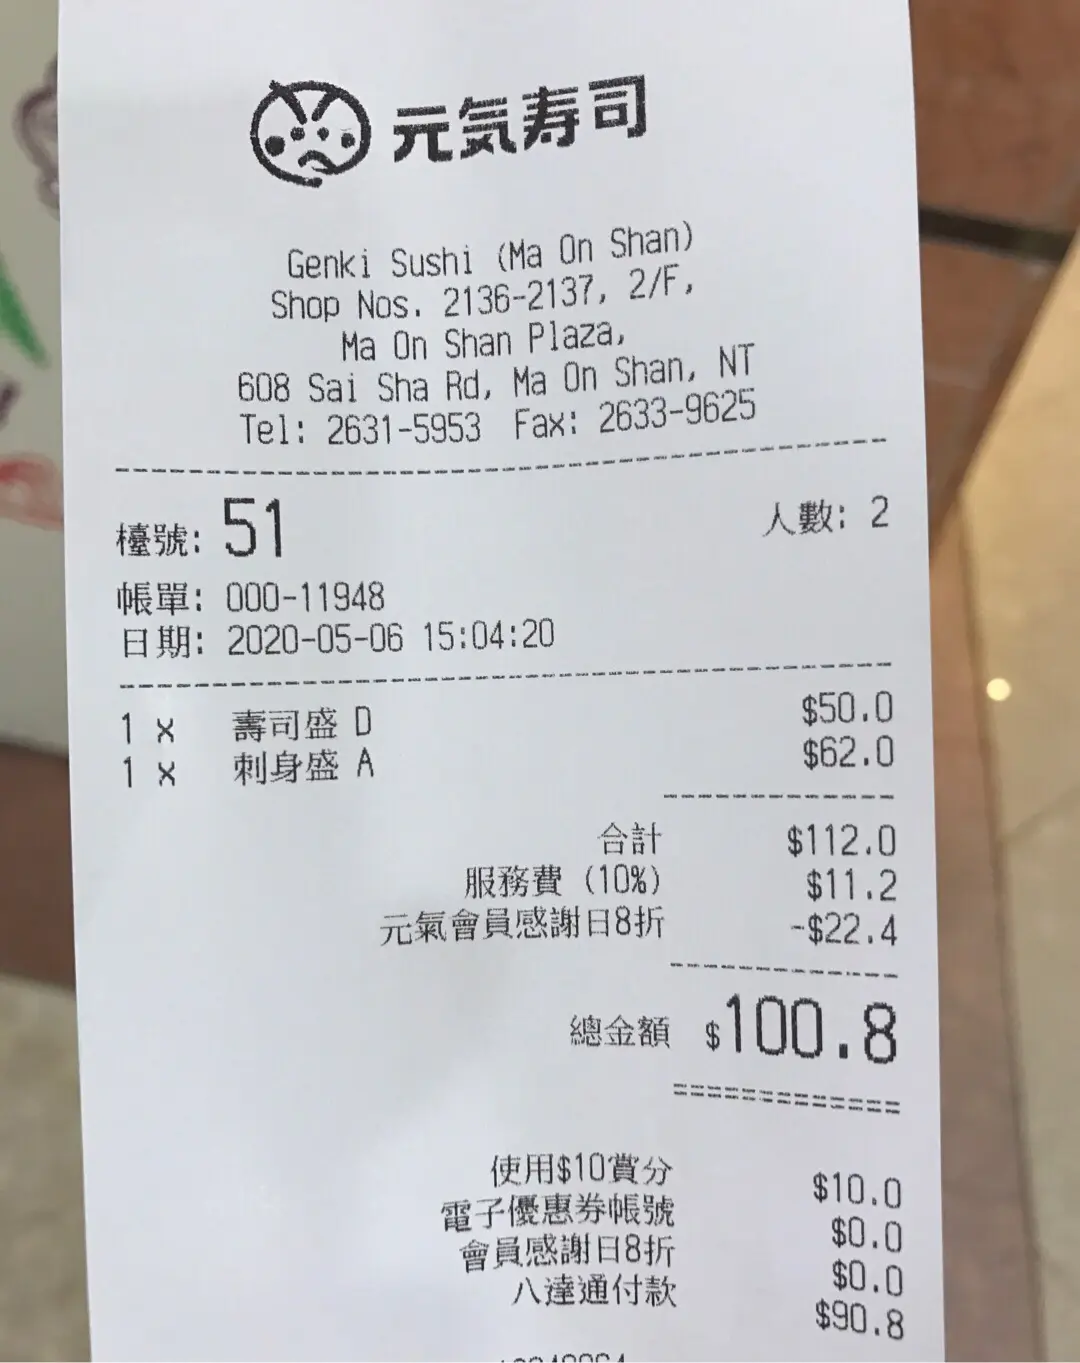 元気寿司
Genki Sushi (Ma On Shan)
Shop Nos. 2136-2137, 2/F,
Ma On Shan Plaza,
608 Sai Sha Rd, Ma On Shan, NT
Tel: 2631-5953 Fax: 2633-9625
檯號: 51 人數: 2
帳單: 000-11948
日期: 2020-05-06 15:04:20
1 x 壽司盛 D $50.0
1 x 刺身盛 A $62.0
合計 $112.0
服務費 (10%) $11.2
元氣會員感謝日8折 -$22.4
總金額 $100.8
使用$10賞分 $10.0
電子優惠券帳號 $0.0
會員感謝日8折 $0.0
八達通付款 $90.8